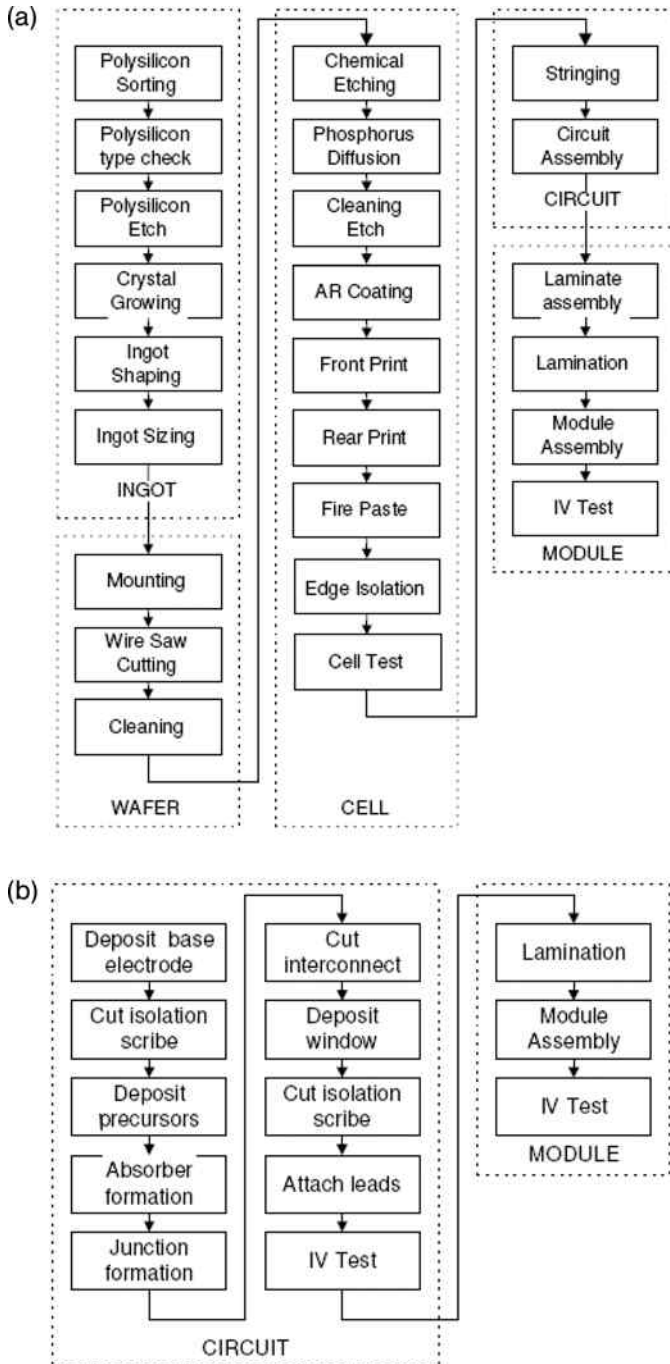 (a)
Polysilicon
Sorting
Polysilicon
type check
Polysilicon
Etch
Crystal
Growing
Ingot
Shaping
Ingot Sizing
INGOT
Mounting
Wire Saw
Cutting
Cleaning
WAFER
Chemical
Etching
Phosphorus
Diffusion
Cleaning
Etch
AR Coating
Front Print
Rear Print
Fire Paste
Edge Isolation
Cell Test
CELL
Stringing
Circuit
Assembly
CIRCUIT
Laminate
assembly
Lamination
Module
Assembly
IV Test
MODULE
(b)
Deposit base
electrode
Cut isolation
scribe
Deposit
precursors
Absorber
formation
Junction
formation
Cut
interconnect
Deposit
window
Cut isolation
scribe
Attach leads
IV Test
CIRCUIT
Lamination
Module
Assembly
IV Test
MODULE